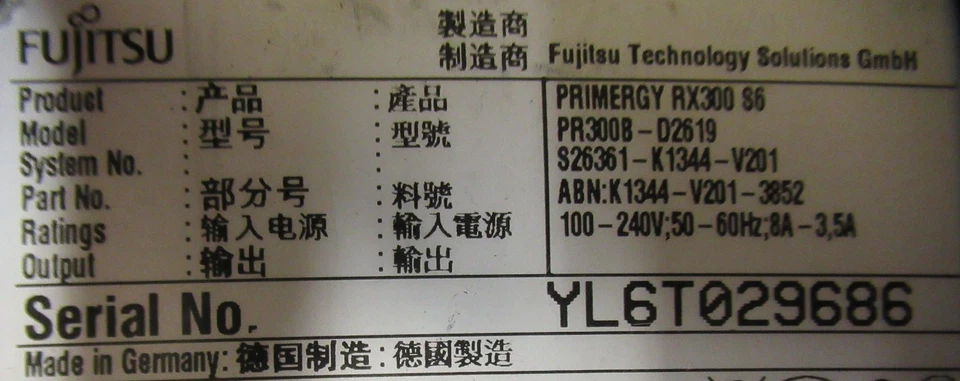 FUJITSU 製造商
制造商 Fujitsu Technology Solutions GmbH
Product : 产品 : 產品 PRIMERGY RX300 S6
Model : 型号 : 型號 PR300B-D2619
System No. : : S26361-K1344-V201
Part No. : 部分号 : 料號 ABN:K1344-V201-3852
Ratings : 输入电源 : 輸入電源 100-240V;50-60Hz;8A-3,5A
Output : 输出 : 輸出
Serial No. YL6T029686
Made in Germany: 德国制造 : 德國製造